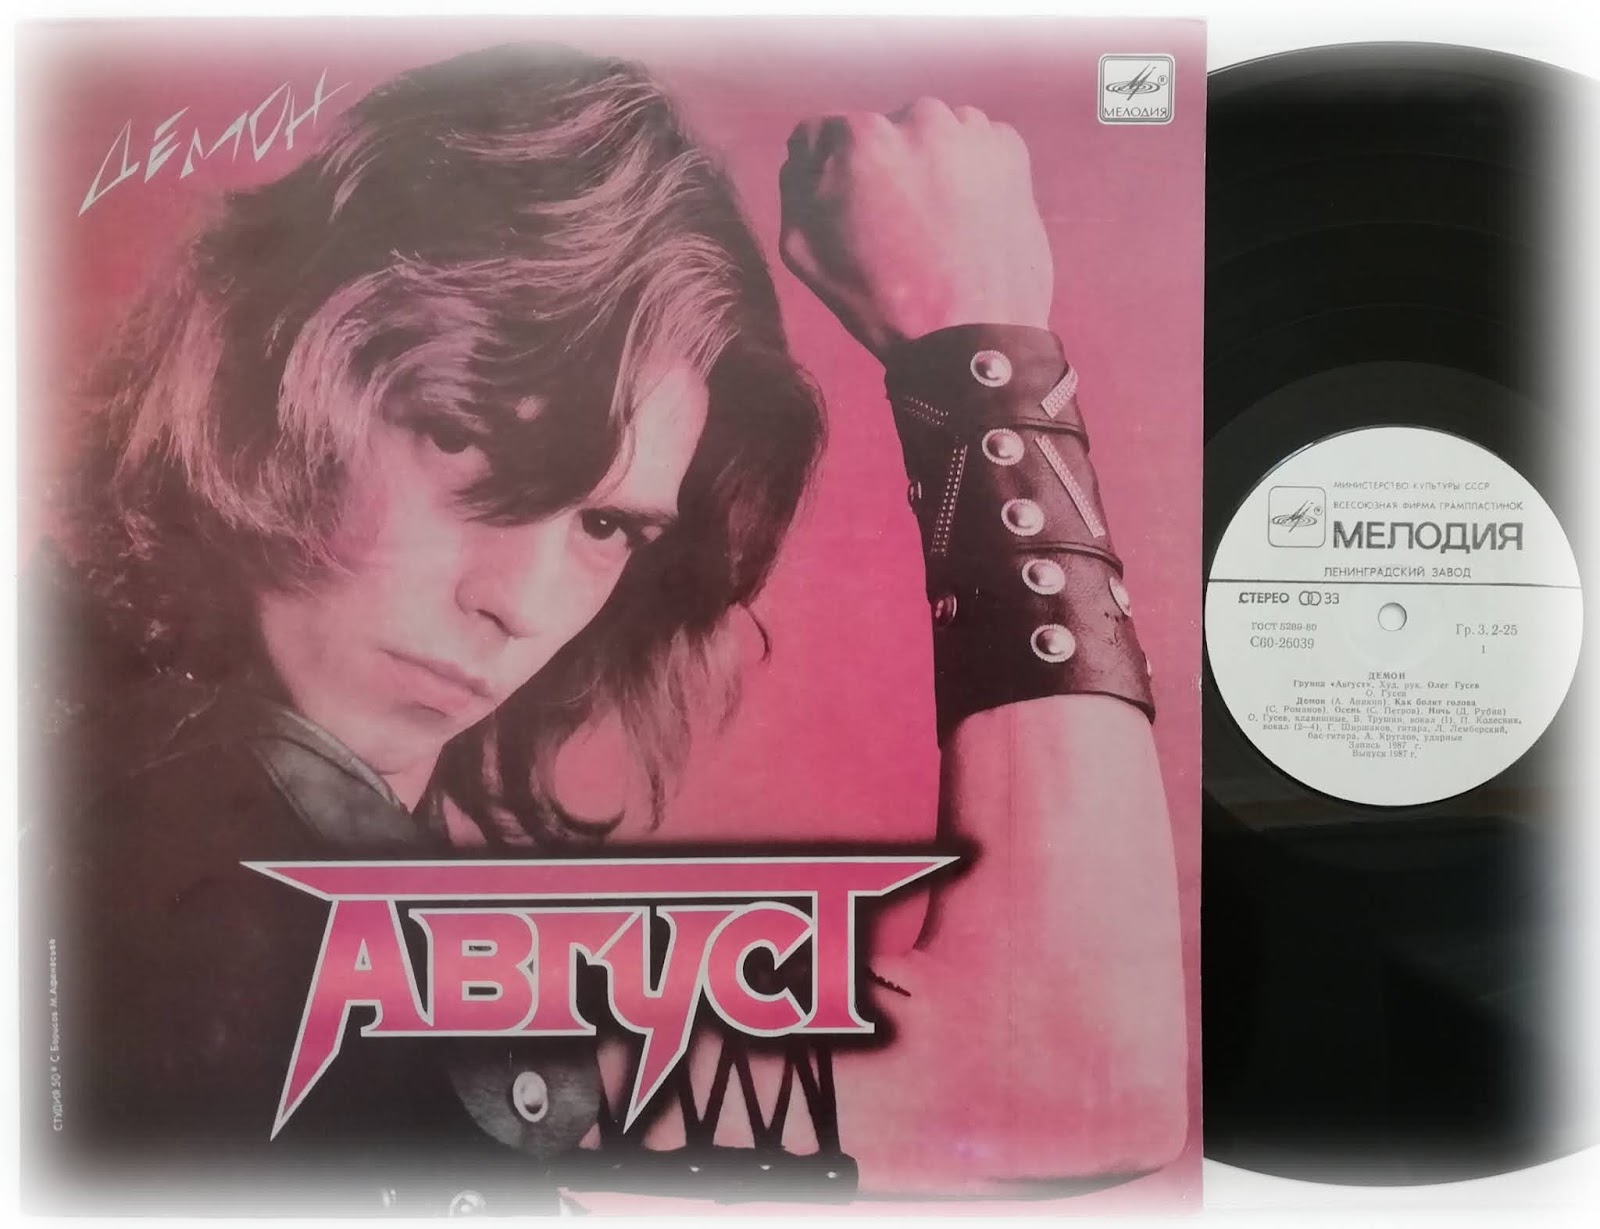 ДЕМОН
МЕЛОДИЯ
АВГУСТ
СТУДИЯ 50° С Борисов М.Афанасьев
МИНИСТЕРСТВО КУЛЬТУРЫ СССР
ВСЕСОЮЗНАЯ ФИРМА ГРАМПЛАСТИНОК
МЕЛОДИЯ
ЛЕНИНГРАДСКИЙ ЗАВОД
СТЕРЕО 33
ГОСТ 5289-80
С60-26039
Гр. 3. 2-25
1
ДЕМОН
Группа «Август», Худ. рук. Олег Гусев
О. Гусев
Демон (А. Аникин). Как болит голова
(С. Романов). Осень (С. Петров). Ночь (Д. Рубин)
О. Гусев, клавишные, В. Трушин, вокал (1), П. Колесник,
вокал (2—4), Г. Ширшаков, гитара, Л. Лемберский,
бас-гитара, А. Круглов, ударные
Запись 1987 г.
Выпуск 1987 г.